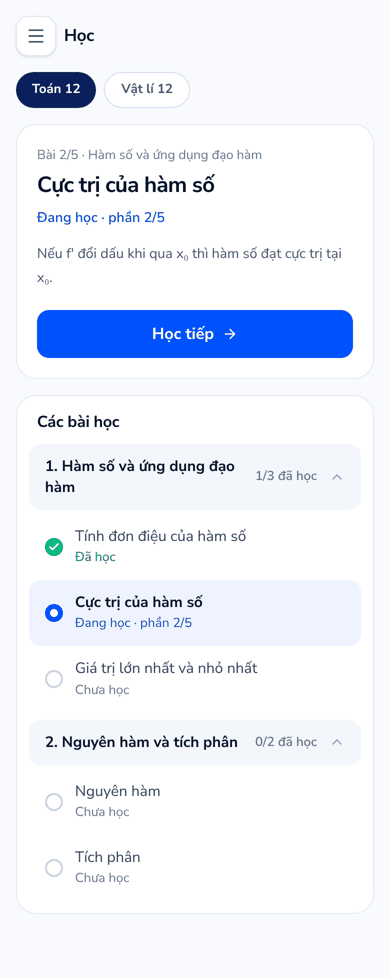 Học
Toán 12
Vật lí 12
Bài 2/5 · Hàm số và ứng dụng đạo hàm
Cực trị của hàm số
Đang học · phần 2/5
Nếu f' đổi dấu khi qua x₀ thì hàm số đạt cực trị tại
x₀.
Học tiếp →
Các bài học
1. Hàm số và ứng dụng đạo
hàm
1/3 đã học
Tính đơn điệu của hàm số
Đã học
Cực trị của hàm số
Đang học · phần 2/5
Giá trị lớn nhất và nhỏ nhất
Chưa học
2. Nguyên hàm và tích phân
0/2 đã học
Nguyên hàm
Chưa học
Tích phân
Chưa học